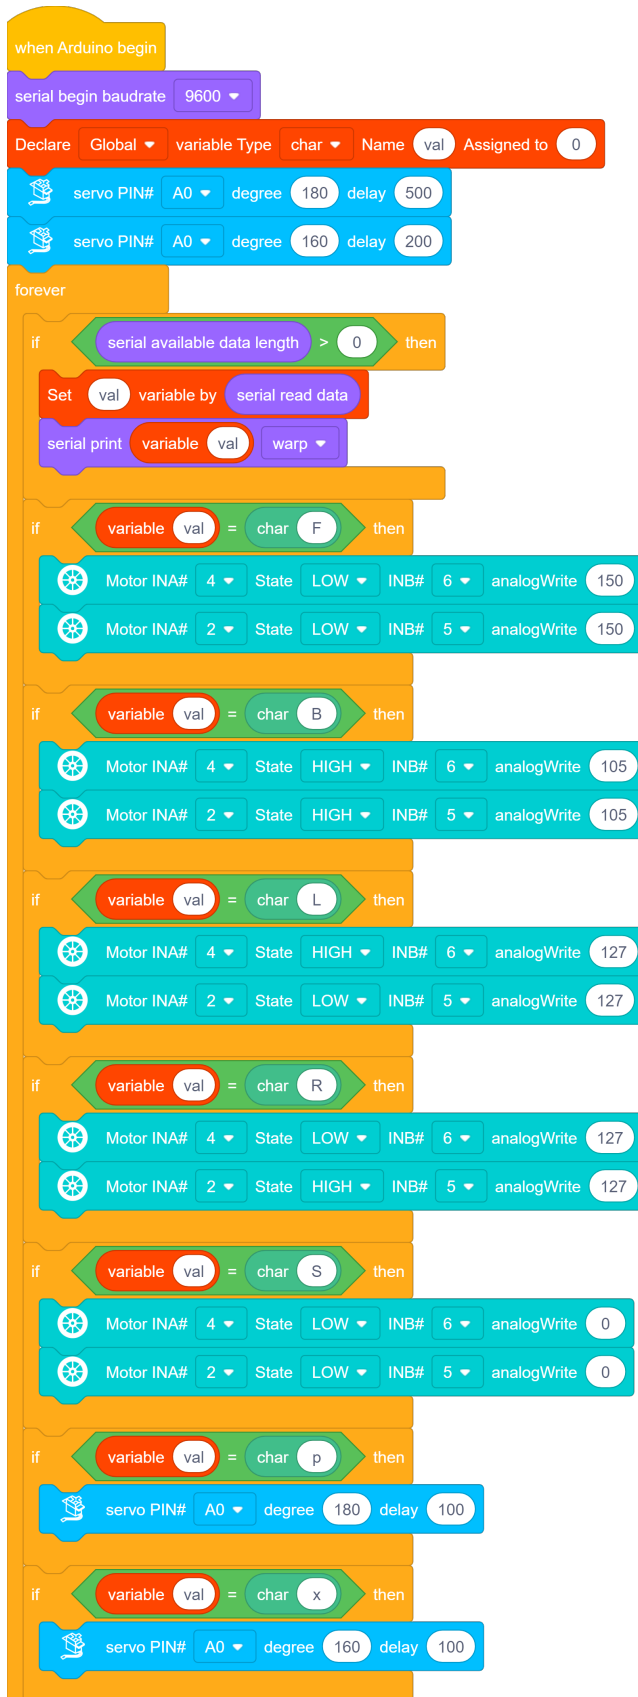 when Arduino begin
serial begin baudrate 9600
Declare Global variable Type char Name val Assigned to 0
servo PIN# A0 degree 180 delay 500
servo PIN# A0 degree 160 delay 200
forever
if serial available data length > 0 then
Set val variable by serial read data
serial print variable val warp
if variable val = char F then
Motor INA# 4 State LOW INB# 6 analogWrite 150
Motor INA# 2 State LOW INB# 5 analogWrite 150
if variable val = char B then
Motor INA# 4 State HIGH INB# 6 analogWrite 105
Motor INA# 2 State HIGH INB# 5 analogWrite 105
if variable val = char L then
Motor INA# 4 State HIGH INB# 6 analogWrite 127
Motor INA# 2 State LOW INB# 5 analogWrite 127
if variable val = char R then
Motor INA# 4 State LOW INB# 6 analogWrite 127
Motor INA# 2 State HIGH INB# 5 analogWrite 127
if variable val = char S then
Motor INA# 4 State LOW INB# 6 analogWrite 0
Motor INA# 2 State LOW INB# 5 analogWrite 0
if variable val = char p then
servo PIN# A0 degree 180 delay 100
if variable val = char x then
servo PIN# A0 degree 160 delay 100